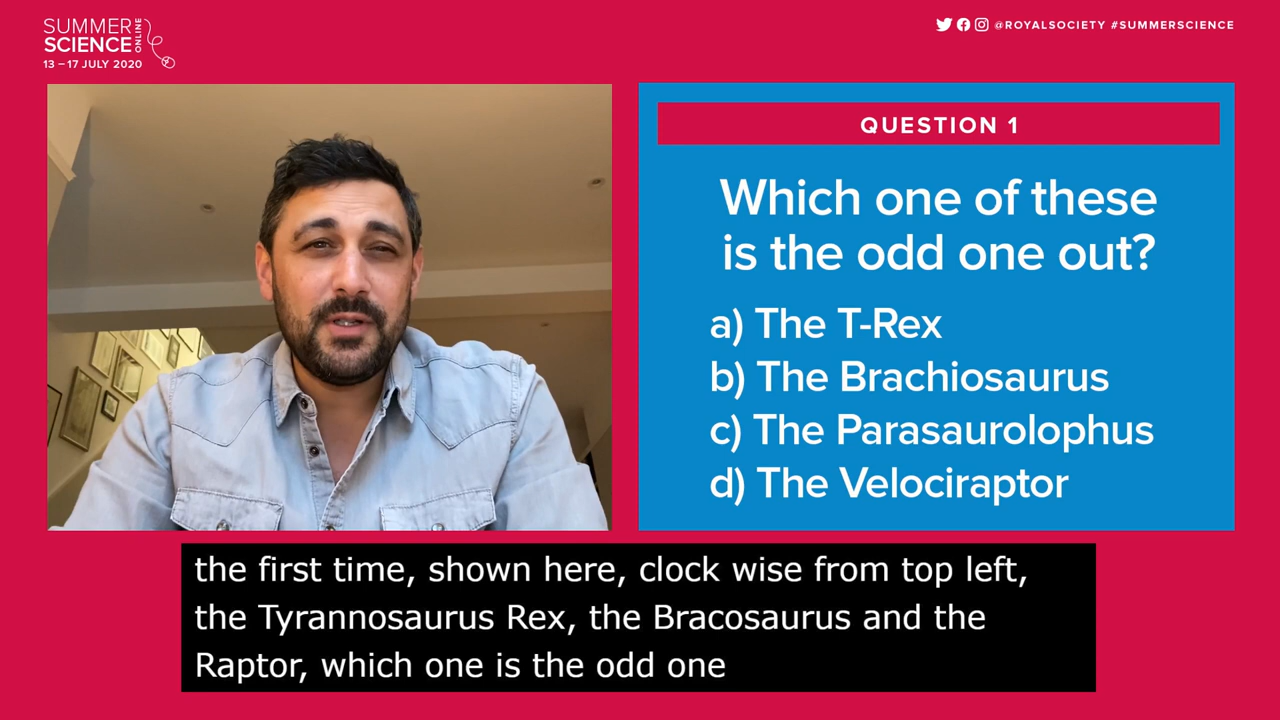 SUMMER
SCIENCE
ONLINE
13 – 17 JULY 2020
@ROYALSOCIETY #SUMMERSCIENCE
QUESTION 1
Which one of these
is the odd one out?
a) The T-Rex
b) The Brachiosaurus
c) The Parasaurolophus
d) The Velociraptor
the first time, shown here, clock wise from top left,
the Tyrannosaurus Rex, the Bracosaurus and the
Raptor, which one is the odd one